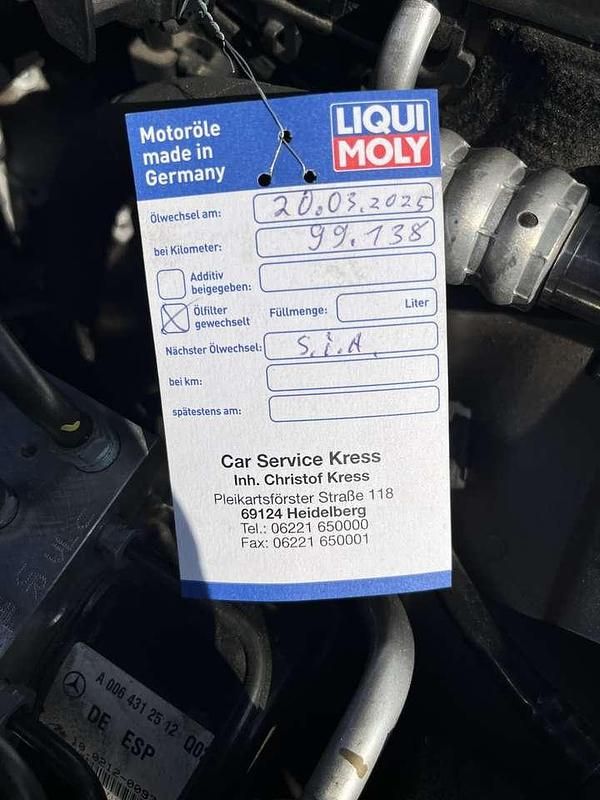 Motoröle
made in
Germany
LIQUI
MOLY
Ölwechsel am: 20.03.2025
bei Kilometer: 99.138
Additiv
beigegeben:
Ölfilter
gewechselt
Füllmenge: Liter
Nächster Ölwechsel: S.i.A.
bei km:
spätestens am:
Car Service Kress
Inh. Christof Kress
Pleikartsförster Straße 118
69124 Heidelberg
Tel.: 06221 650000
Fax: 06221 650001
A 006 431 25 12
DE ESP